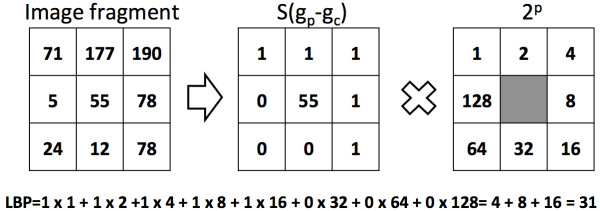 Image fragment S(gp-gc) 2p
71 177 190 1 1 1 1 2 4
5 55 78 0 55 1 128 8
24 12 78 0 0 1 64 32 16
LBP=1 x 1 + 1 x 2 +1 x 4 + 1 x 8 + 1 x 16 + 0 x 32 + 0 x 64 + 0 x 128= 4 + 8 + 16 = 31